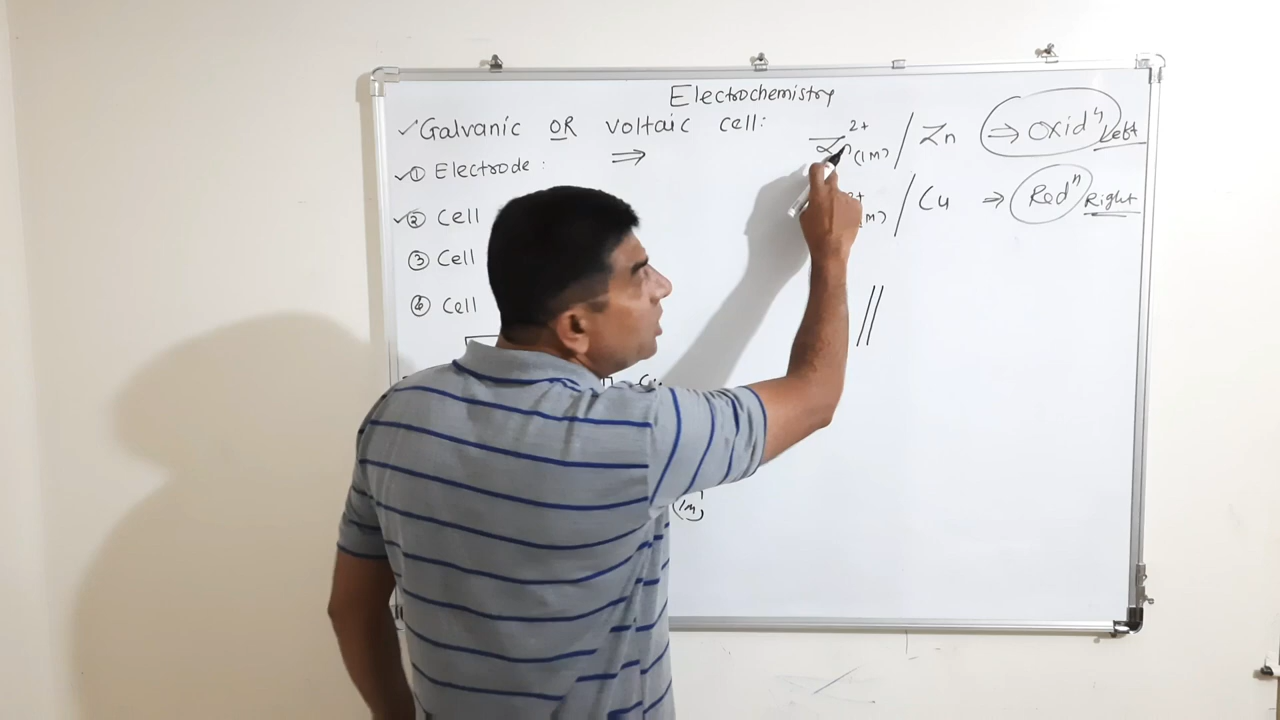 Electrochemistry
✓ Galvanic OR voltaic cell:
✓ ① Electrode : ⇒
✓ ② Cell
③ Cell
④ Cell
Zn²⁺(1M) / Zn ⇒ Oxidⁿ Left
2+ (M) / Cu ⇒ Redⁿ Right
//
(1M)